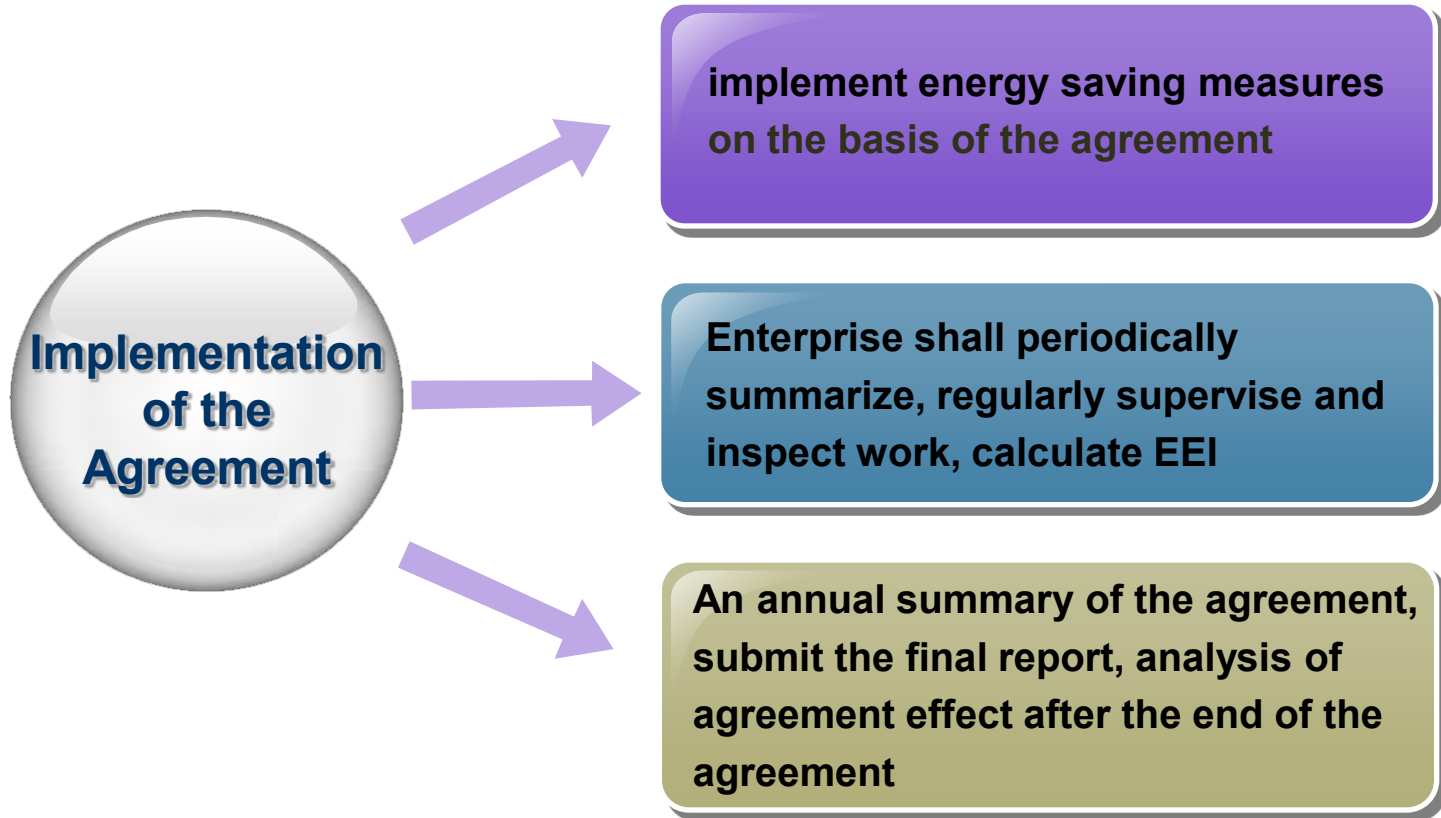 implement energy saving measures
on the basis of the agreement
Implementation
of the
Agreement
Enterprise shall periodically
summarize, regularly supervise and
inspect work, calculate EEI
An annual summary of the agreement,
submit the final report, analysis of
agreement effect after the end of the
agreement